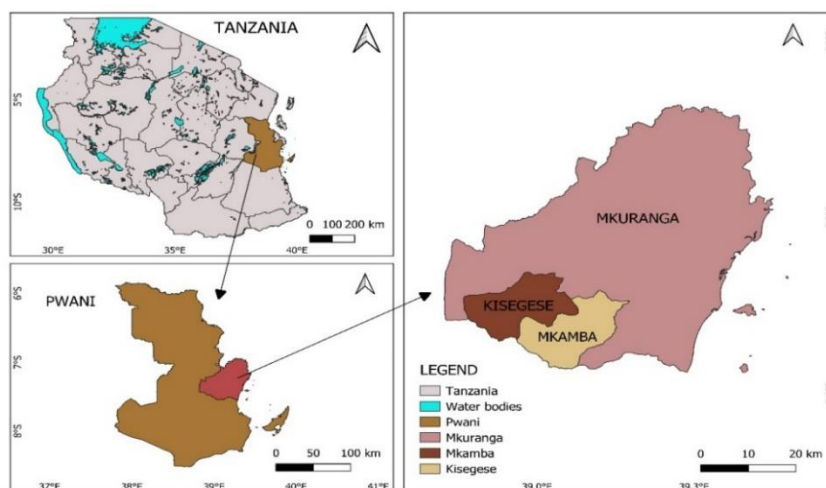 TANZANIA
5°S
10°S
0 100 200 km
30°E 35°E 40°E
PWANI
6°S
7°S
8°S
0 50 100 km
37°E 38°E 39°E 40°E 41°E
MKURANGA
KISEGESE
MKAMBA
LEGEND
Tanzania
Water bodies
Pwani
Mkuranga
Mkamba
Kisegese
0 10 20 km
39.0°E 39.3°E